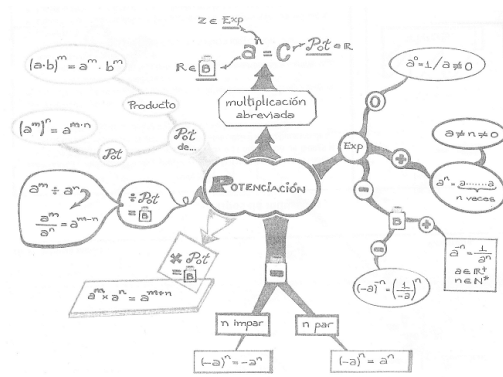 Z ∈ Exp
aⁿ = C → Pot ∈ R
R ∈ B
multiplicación
abreviada
POTENCIACIÓN
(a·b)ᵐ = aᵐ · bᵐ
Producto
(aᵐ)ⁿ = aᵐ·ⁿ
Pot
Pot
de...
aᵐ ÷ aⁿ
aᵐ/aⁿ = aᵐ⁻ⁿ
÷ Pot
= B
* Pot
= B
aᵐ × aⁿ = aᵐ⁺ⁿ
Exp
0
a⁰ = 1 / a ≠ 0
+
a ≠ n ≠ 0
aⁿ = a......a
n veces
-
B
+
a⁻ⁿ = 1/aⁿ
a ∈ R⁺
n ∈ N*
-
(-a)⁻ⁿ = (1/-a)ⁿ
B
-
n impar
(-a)ⁿ = -aⁿ
n par
(-a)ⁿ = aⁿ